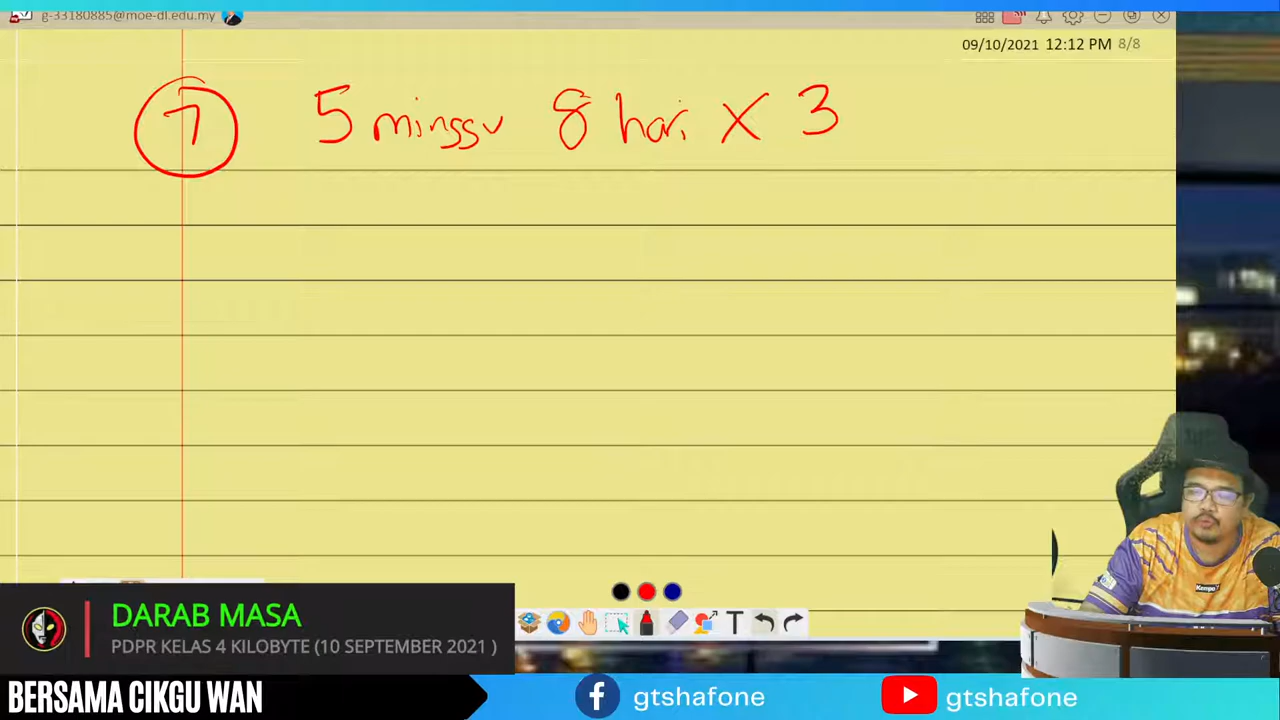 g-33180885@moe-dl.edu.my
09/10/2021 12:12 PM 8/8
7 5 minggu 8 hari X 3
T
Kempo
DARAB MASA
PDPR KELAS 4 KILOBYTE (10 SEPTEMBER 2021 )
BERSAMA CIKGU WAN
gtshafone
gtshafone